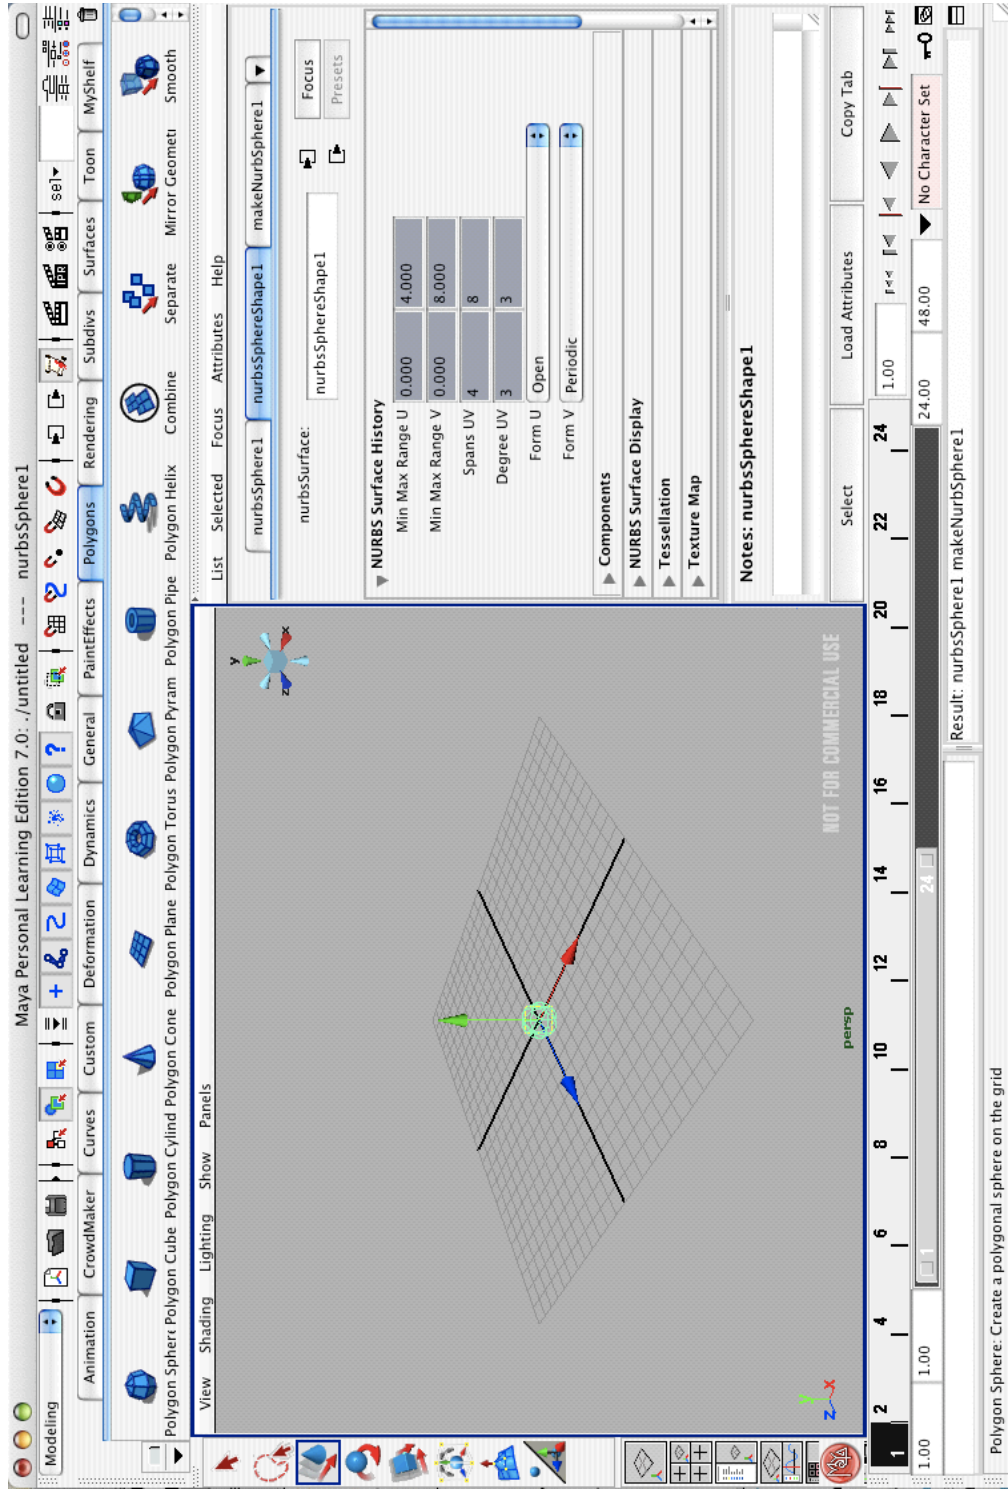 Maya Personal Learning Edition 7.0: ./untitled --- nurbsSphere1
Modeling
sel
Animation CrowdMaker Curves Custom Deformation Dynamics General PaintEffects Polygons Rendering Subdivs Surfaces Toon MyShelf
Polygon Spher Polygon Cube Polygon Cylind Polygon Cone Polygon Plane Polygon Torus Polygon Pyram Polygon Pipe Polygon Helix Combine Separate Mirror Geometi Smooth
View Shading Lighting Show Panels
y
x
z
persp
NOT FOR COMMERCIAL USE
y
z x
List Selected Focus Attributes Help
nurbsSphere1 nurbsSphereShape1 makeNurbSphere1
nurbsSurface: nurbsSphereShape1
Focus
Presets
NURBS Surface History
Min Max Range U 0.000 4.000
Min Max Range V 0.000 8.000
Spans UV 4 8
Degree UV 3 3
Form U Open
Form V Periodic
Components
NURBS Surface Display
Tessellation
Texture Map
Notes: nurbsSphereShape1
Select Load Attributes Copy Tab
1 2 4 6 8 10 12 14 16 18 20 22 24
1.00
1.00 1.00 1 24 24.00 48.00 No Character Set
Result: nurbsSphere1 makeNurbSphere1
Polygon Sphere: Create a polygonal sphere on the grid